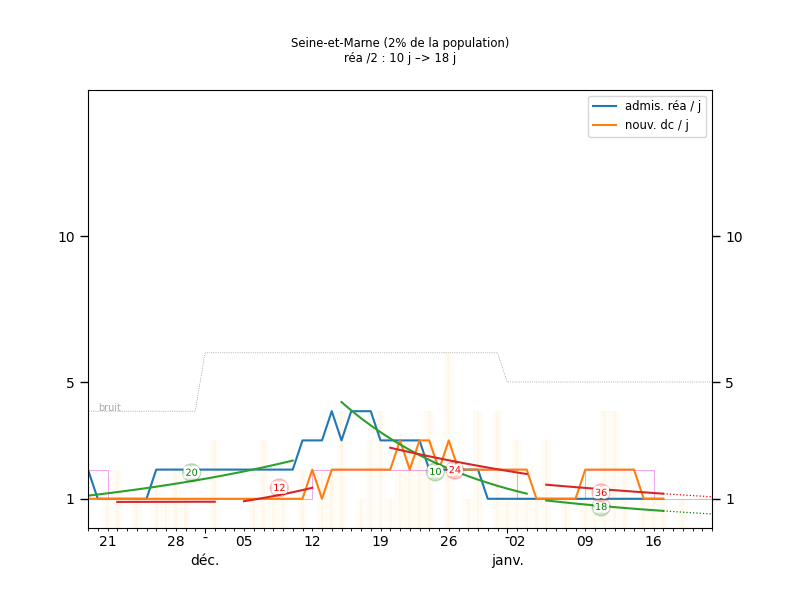 Seine-et-Marne (2% de la population)
réa /2 : 10 j –> 18 j
admis. réa / j
nouv. dc / j
10 10
5 5
bruit
20 12 10 24 36 18
1 1
21 28 05 12 19 26 02 09 16
déc. janv.